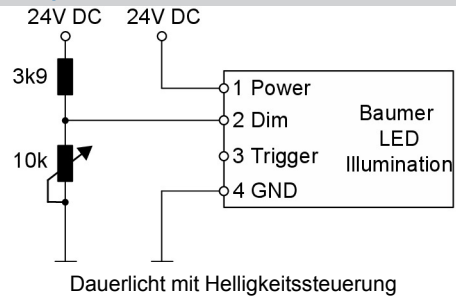 24V DC 24V DC
3k9
10k
1 Power
2 Dim
3 Trigger
4 GND
Baumer
LED
Illumination
Dauerlicht mit Helligkeitssteuerung